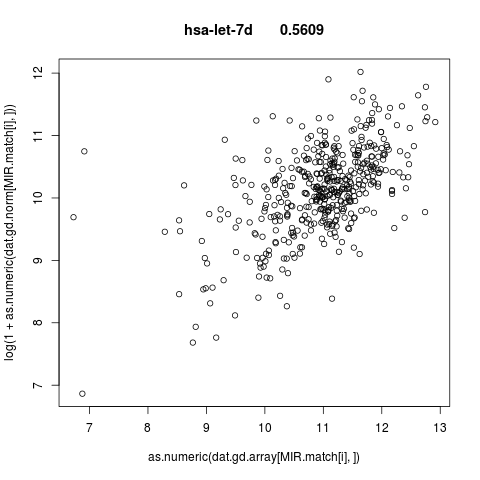 hsa-let-7d 0.5609
log(1 + as.numeric(dat.gd.norm[MIR.match[i], ]))
12
11
10
9
8
7
7 8 9 10 11 12 13
as.numeric(dat.gd.array[MIR.match[i], ])